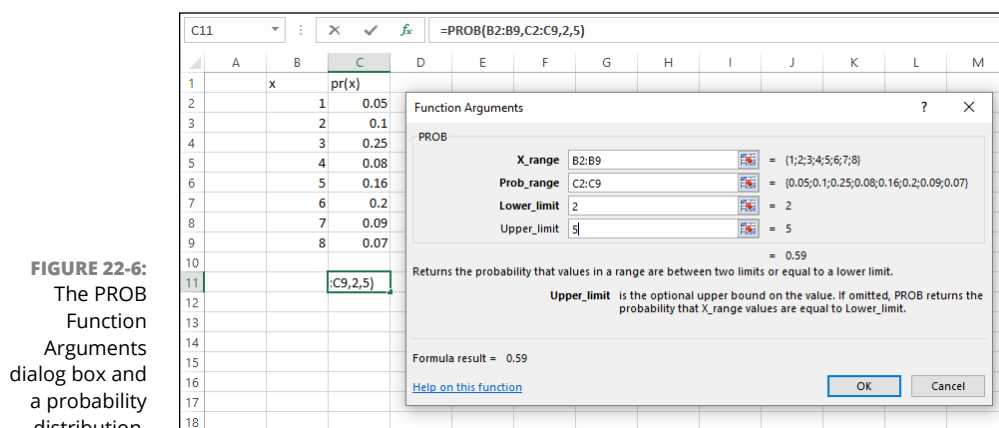 C11 =PROB(B2:B9,C2:C9,2,5)
A B C D E F G H I J K L M
1 x pr(x)
2 1 0.05
3 2 0.1
4 3 0.25
5 4 0.08
6 5 0.16
7 6 0.2
8 7 0.09
9 8 0.07
10
11 :C9,2,5)
12
13
14
15
16
17
18
Function Arguments ? ×
PROB
X_range B2:B9 = {1;2;3;4;5;6;7;8}
Prob_range C2:C9 = {0.05;0.1;0.25;0.08;0.16;0.2;0.09;0.07}
Lower_limit 2 = 2
Upper_limit 5 = 5
= 0.59
Returns the probability that values in a range are between two limits or equal to a lower limit.
Upper_limit is the optional upper bound on the value. If omitted, PROB returns the
probability that X_range values are equal to Lower_limit.
Formula result = 0.59
Help on this function OK Cancel
FIGURE 22-6:
The PROB
Function
Arguments
dialog box and
a probability
distribution.